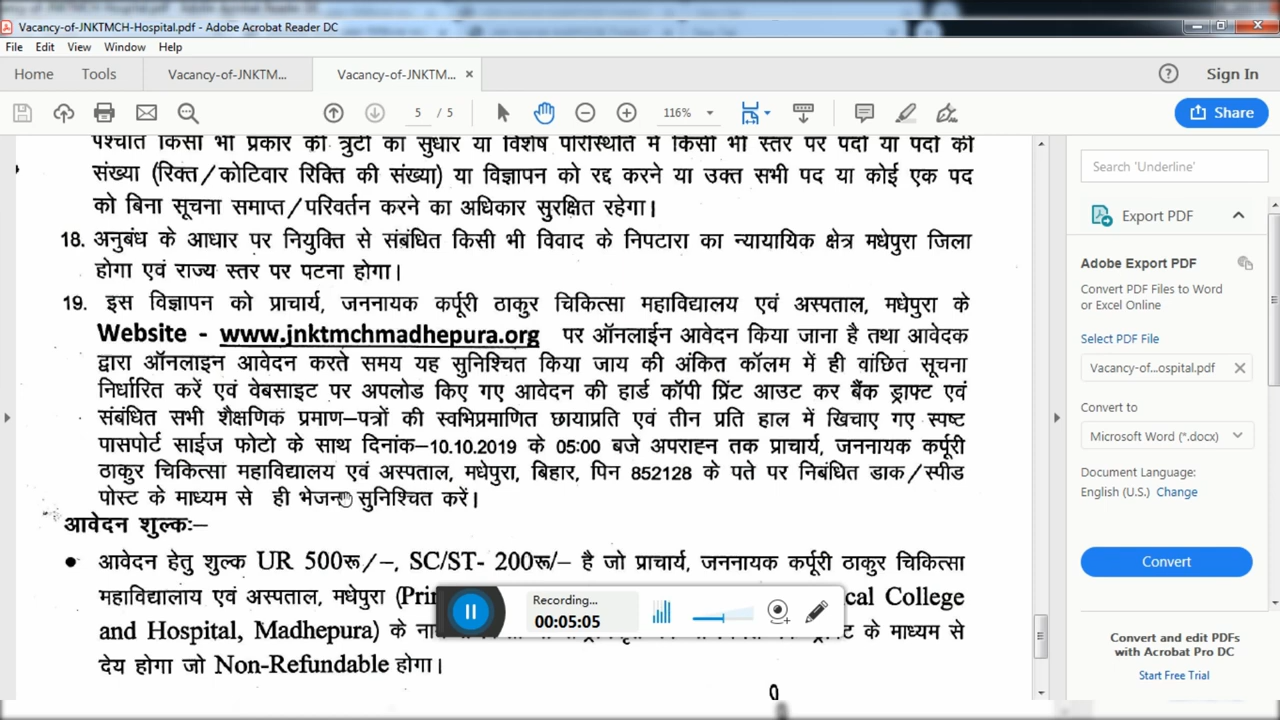 Vacancy-of-JNKTMCH-Hospital.pdf - Adobe Acrobat Reader DC
File Edit View Window Help
Home Tools Vacancy-of-JNKTM... Vacancy-of-JNKTM... × Sign In
5 / 5 116% Share
पश्चात किसी भी प्रकार की त्रुटी का सुधार या विशेष परिस्थिति में किसी भी स्तर पर पदों या पदों की
संख्या (रिक्त/कोटिवार रिक्ति की संख्या) या विज्ञापन को रद्द करने या उक्त सभी पद या कोई एक पद
को बिना सूचना समाप्त/परिवर्तन करने का अधिकार सुरक्षित रहेगा।
18. अनुबंध के आधार पर नियुक्ति से संबंधित किसी भी विवाद के निपटारा का न्यायायिक क्षेत्र मधेपुरा जिला
होगा एवं राज्य स्तर पर पटना होगा।
19. इस विज्ञापन को प्राचार्य, जननायक कर्पूरी ठाकुर चिकित्सा महाविद्यालय एवं अस्पताल, मधेपुरा के
Website - www.jnktmchmadhepura.org पर ऑनलाईन आवेदन किया जाना है तथा आवेदक
द्वारा ऑनलाइन आवेदन करते समय यह सुनिश्चित किया जाय की अंकित कॉलम में ही वांछित सूचना
निर्धारित करें एवं वेबसाइट पर अपलोड किए गए आवेदन की हार्ड कॉपी प्रिंट आउट कर बैंक ड्राफ्ट एवं
संबंधित सभी शैक्षणिक प्रमाण–पत्रों की स्वभिप्रमाणित छायाप्रति एवं तीन प्रति हाल में खिचाए गए स्पष्ट
पासपोर्ट साईज फोटो के साथ दिनांक–10.10.2019 के 05:00 बजे अपराह्न तक प्राचार्य, जननायक कर्पूरी
ठाकुर चिकित्सा महाविद्यालय एवं अस्पताल, मधेपुरा, बिहार, पिन 852128 के पते पर निबंधित डाक/स्पीड
पोस्ट के माध्यम से ही भेजना सुनिश्चित करें।
आवेदन शुल्कः–
• आवेदन हेतु शुल्क UR 500रू/–, SC/ST- 200रू/– है जो प्राचार्य, जननायक कर्पूरी ठाकुर चिकित्सा
महाविद्यालाय एवं अस्पताल, मधेपुरा (Prin cal College
and Hospital, Madhepura) के के माध्यम से
देय होगा जो Non-Refundable होगा।
Recording...
00:05:05
Search 'Underline'
Export PDF
Adobe Export PDF
Convert PDF Files to Word
or Excel Online
Select PDF File
Vacancy-of...ospital.pdf ×
Convert to
Microsoft Word (*.docx)
Document Language:
English (U.S.) Change
Convert
Convert and edit PDFs
with Acrobat Pro DC
Start Free Trial